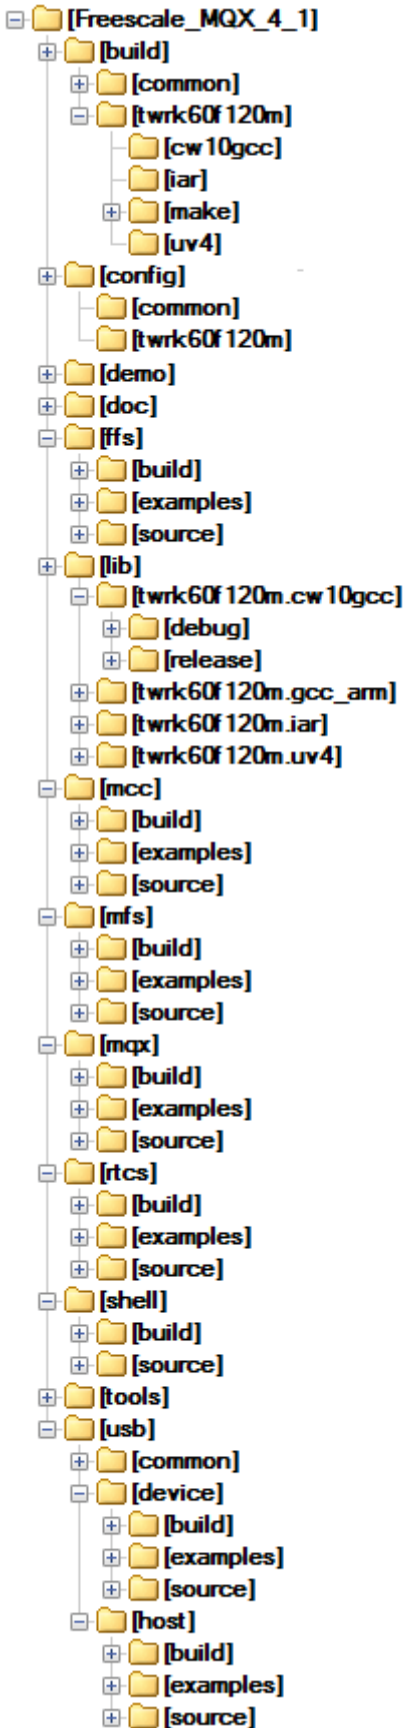 [Freescale_MQX_4_1]
[build]
[common]
[twrk60f120m]
[cw10gcc]
[iar]
[make]
[uv4]
[config]
[common]
[twrk60f120m]
[demo]
[doc]
[ffs]
[build]
[examples]
[source]
[lib]
[twrk60f120m.cw10gcc]
[debug]
[release]
[twrk60f120m.gcc_arm]
[twrk60f120m.iar]
[twrk60f120m.uv4]
[mcc]
[build]
[examples]
[source]
[mfs]
[build]
[examples]
[source]
[mqx]
[build]
[examples]
[source]
[rtcs]
[build]
[examples]
[source]
[shell]
[build]
[source]
[tools]
[usb]
[common]
[device]
[build]
[examples]
[source]
[host]
[build]
[examples]
[source]